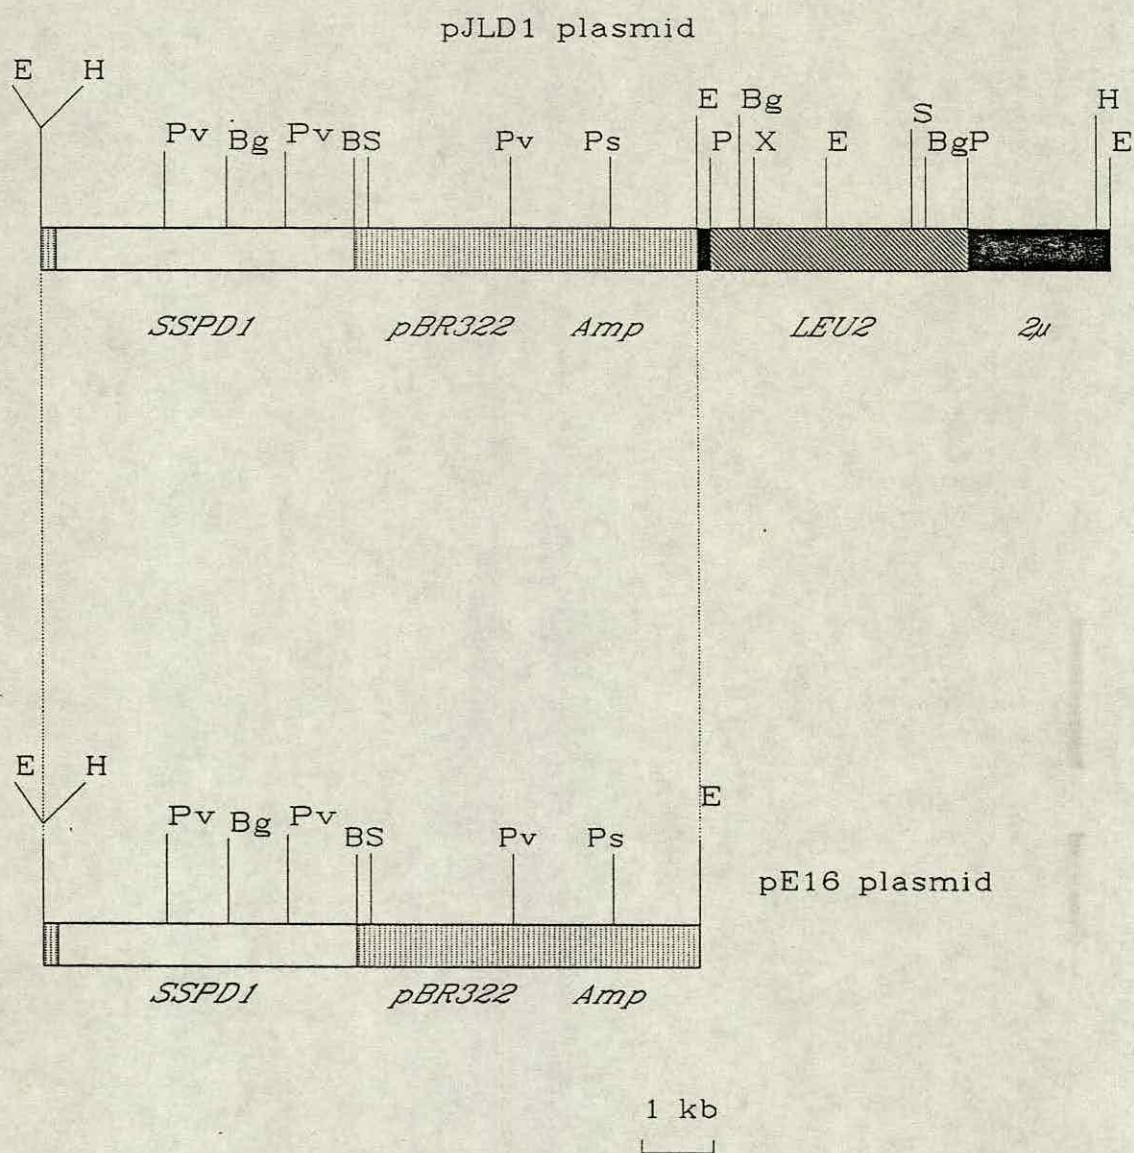 pJLD1 plasmid
E H
E Bg S H
Pv Bg Pv BS Pv Ps P X E BgP E
SSPD1 pBR322 Amp LEU2 2μ
E H
E
Pv Bg Pv BS Pv Ps
pE16 plasmid
SSPD1 pBR322 Amp
1 kb